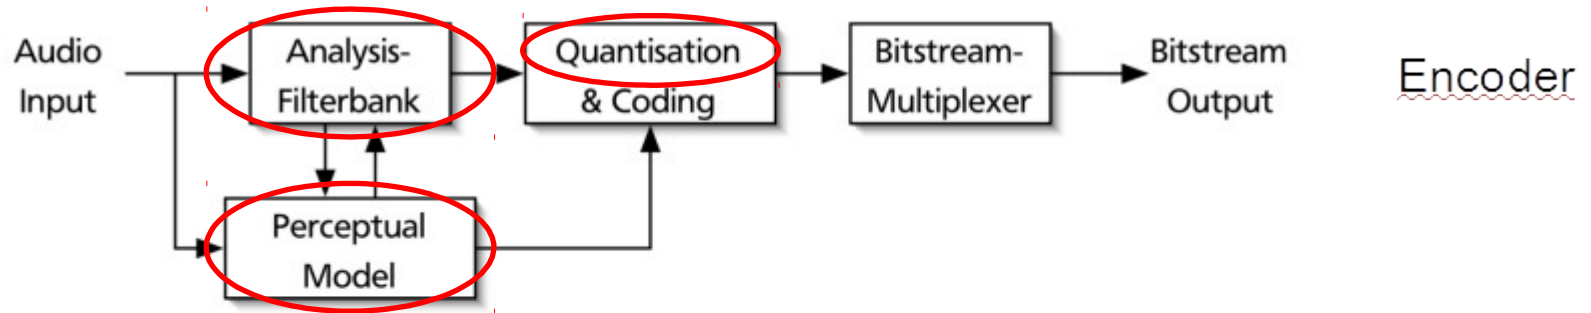 Audio
Input
Analysis-
Filterbank
Quantisation
& Coding
Bitstream-
Multiplexer
Bitstream
Output
Encoder
Perceptual
Model